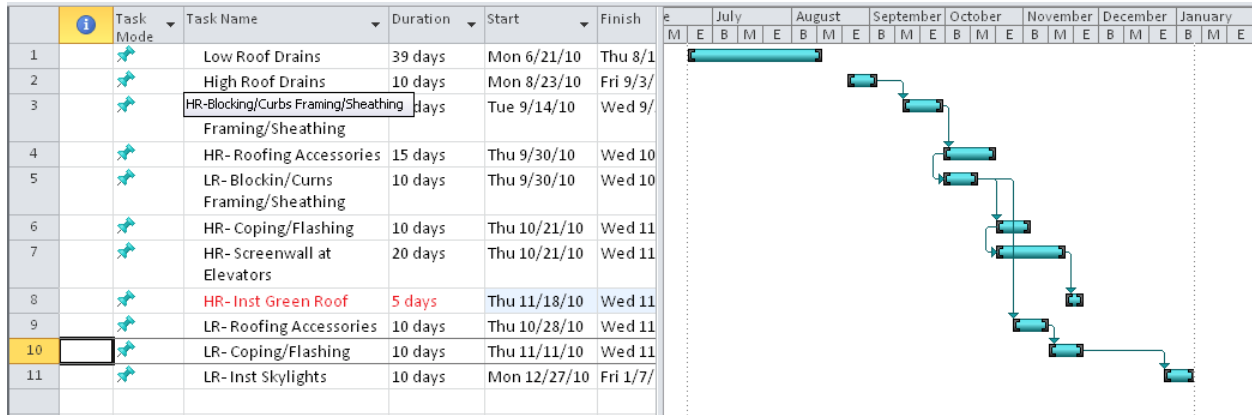 Task Mode Task Name Duration Start Finish e July August September October November December January
M E B M E B M E B M E B M E B M E B M E B M E
1 Low Roof Drains 39 days Mon 6/21/10 Thu 8/1
2 High Roof Drains 10 days Mon 8/23/10 Fri 9/3/
3 HR-Blocking/Curbs Framing/Sheathing days Tue 9/14/10 Wed 9/
Framing/Sheathing
4 HR- Roofing Accessories 15 days Thu 9/30/10 Wed 10
5 LR- Blockin/Curns 10 days Thu 9/30/10 Wed 10
Framing/Sheathing
6 HR- Coping/Flashing 10 days Thu 10/21/10 Wed 11
7 HR- Screenwall at 20 days Thu 10/21/10 Wed 11
Elevators
8 HR- Inst Green Roof 5 days Thu 11/18/10 Wed 11
9 LR- Roofing Accessories 10 days Thu 10/28/10 Wed 11
10 LR- Coping/Flashing 10 days Thu 11/11/10 Wed 11
11 LR- Inst Skylights 10 days Mon 12/27/10 Fri 1/7/